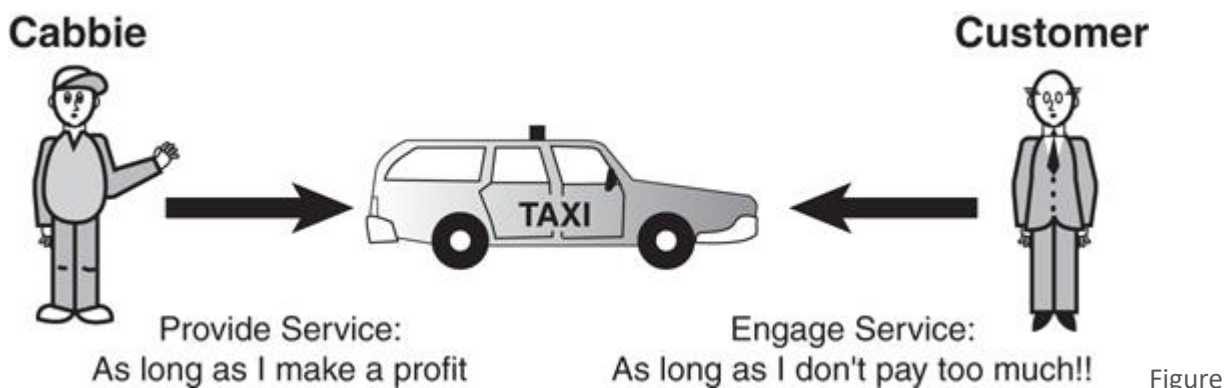 Cabbie
Customer
TAXI
Provide Service:
As long as I make a profit
Engage Service:
As long as I don't pay too much!!
Figure